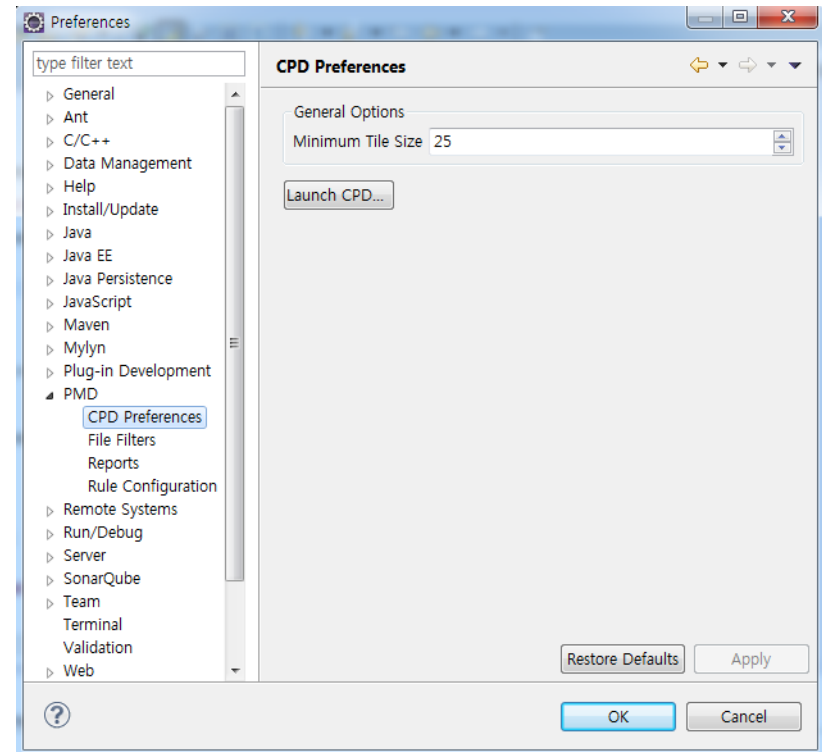 Preferences
type filter text
General
Ant
C/C++
Data Management
Help
Install/Update
Java
Java EE
Java Persistence
JavaScript
Maven
Mylyn
Plug-in Development
PMD
CPD Preferences
File Filters
Reports
Rule Configuration
Remote Systems
Run/Debug
Server
SonarQube
Team
Terminal
Validation
Web
CPD Preferences
General Options
Minimum Tile Size 25
Launch CPD...
Restore Defaults Apply
? OK Cancel